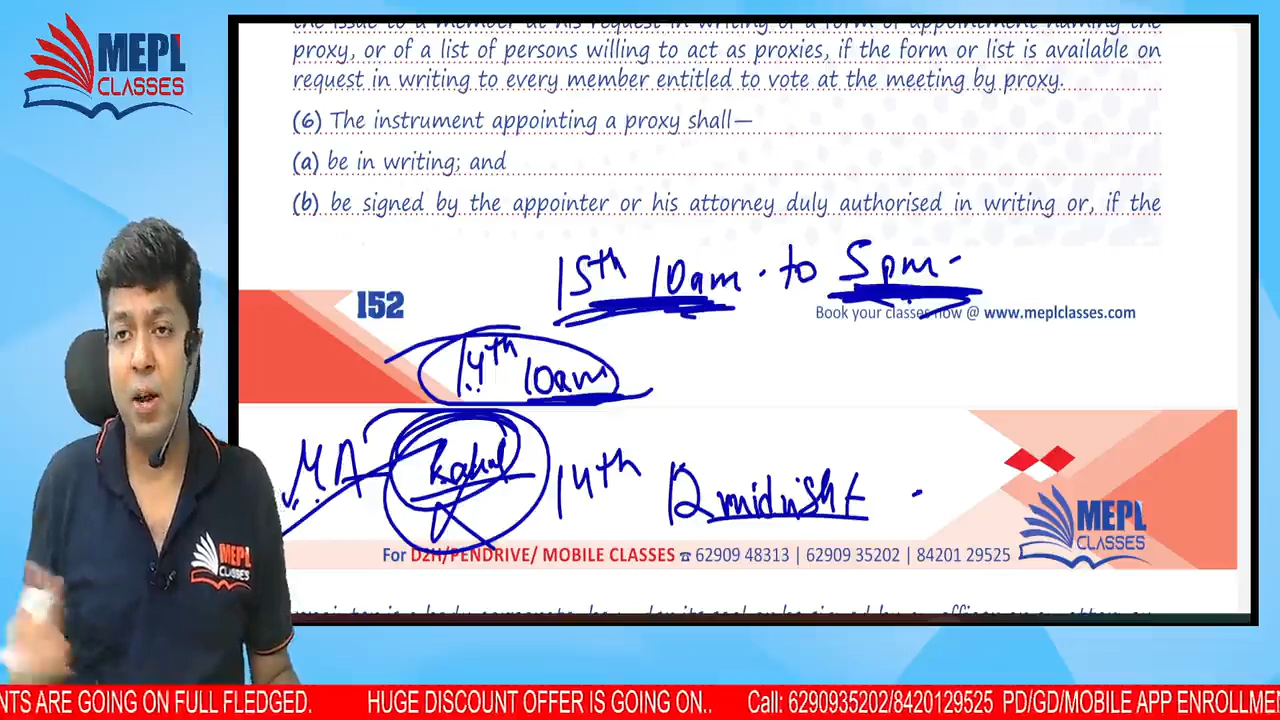 MEPL
CLASSES
the issue to a member at his request in writing of a form of appointment naming the
proxy, or of a list of persons willing to act as proxies, if the form or list is available on
request in writing to every member entitled to vote at the meeting by proxy.
(6) The instrument appointing a proxy shall—
(a) be in writing; and
(b) be signed by the appointer or his attorney duly authorised in writing or, if the
15th 10am . to 5pm
152
Book your classes now @ www.meplclasses.com
14th 10am
MA Rahul 14th 12midnight
MEPL
CLASSES
For D2H/PENDRIVE/ MOBILE CLASSES ☎ 62909 48313 | 62909 35202 | 84201 29525
MEPL
CLASSES
NTS ARE GOING ON FULL FLEDGED. HUGE DISCOUNT OFFER IS GOING ON.. Call: 6290935202/8420129525 PD/GD/MOBILE APP ENROLLMEN